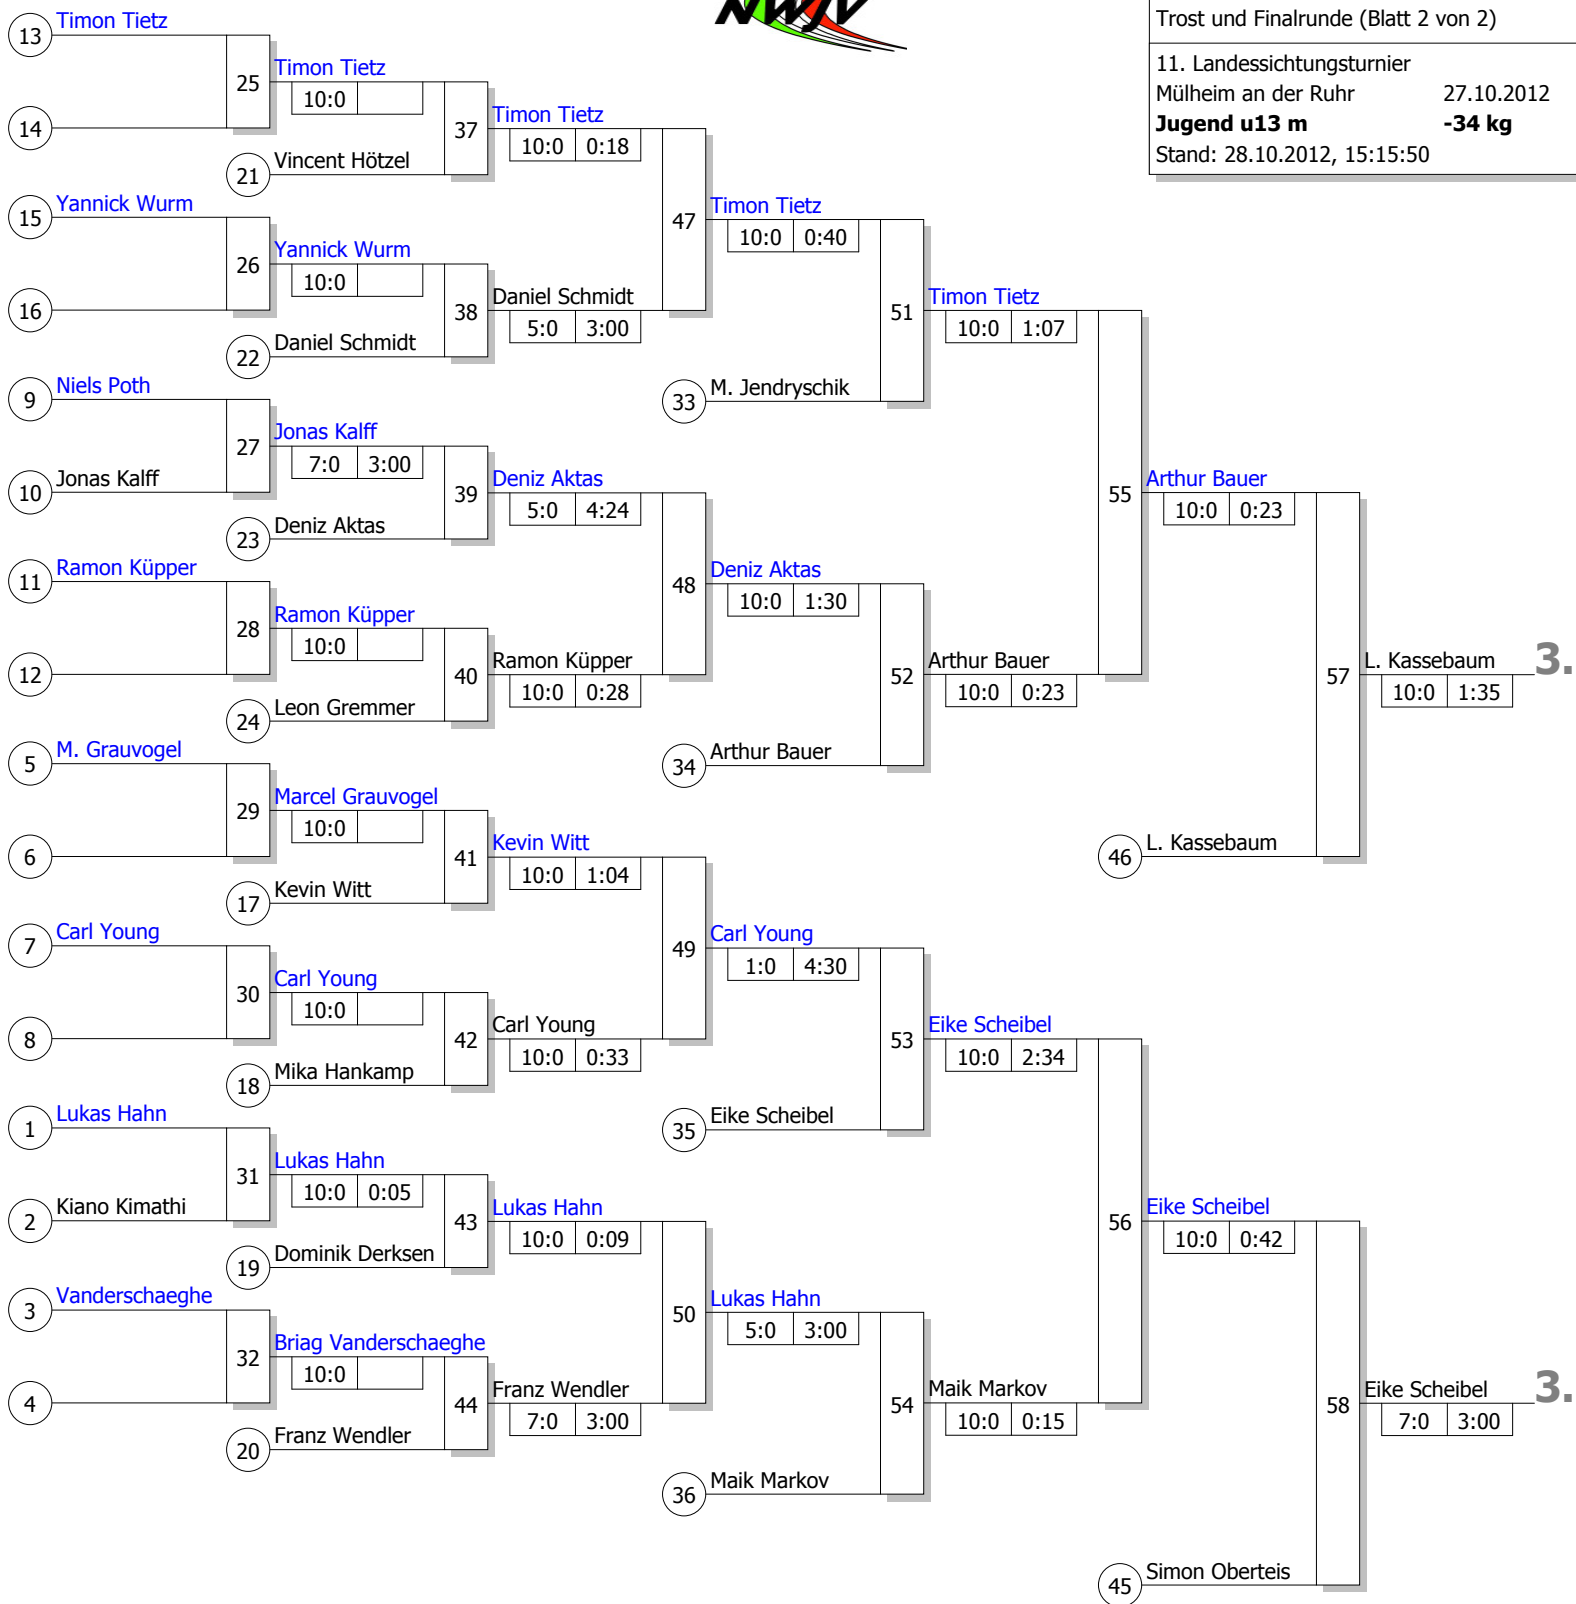 NWJV
Trost und Finalrunde (Blatt 2 von 2)
11. Landessichtungsturnier
Mülheim an der Ruhr 27.10.2012
Jugend u13 m -34 kg
Stand: 28.10.2012, 15:15:50
13 Timon Tietz
25 Timon Tietz
10:0
14
37 Timon Tietz
10:0 0:18
21 Vincent Hötzel
15 Yannick Wurm
47 Timon Tietz
10:0 0:40
26 Yannick Wurm
10:0
16
38 Daniel Schmidt
5:0 3:00
51 Timon Tietz
10:0 1:07
22 Daniel Schmidt
9 Niels Poth
33 M. Jendryschik
27 Jonas Kalff
7:0 3:00
10 Jonas Kalff
39 Deniz Aktas
5:0 4:24
55 Arthur Bauer
10:0 0:23
23 Deniz Aktas
11 Ramon Küpper
48 Deniz Aktas
10:0 1:30
28 Ramon Küpper
10:0
12
40 Ramon Küpper
10:0 0:28
52 Arthur Bauer
10:0 0:23
57 L. Kassebaum 3.
10:0 1:35
24 Leon Gremmer
5 M. Grauvogel
34 Arthur Bauer
29 Marcel Grauvogel
10:0
6
41 Kevin Witt
10:0 1:04
46 L. Kassebaum
17 Kevin Witt
7 Carl Young
49 Carl Young
1:0 4:30
30 Carl Young
10:0
8
42 Carl Young
10:0 0:33
53 Eike Scheibel
10:0 2:34
18 Mika Hankamp
1 Lukas Hahn
35 Eike Scheibel
31 Lukas Hahn
10:0 0:05
2 Kiano Kimathi
43 Lukas Hahn
10:0 0:09
56 Eike Scheibel
10:0 0:42
19 Dominik Derksen
3 Vanderschaeghe
50 Lukas Hahn
5:0 3:00
32 Briag Vanderschaeghe
10:0
4
44 Franz Wendler
7:0 3:00
54 Maik Markov
10:0 0:15
58 Eike Scheibel 3.
7:0 3:00
20 Franz Wendler
36 Maik Markov
45 Simon Oberteis